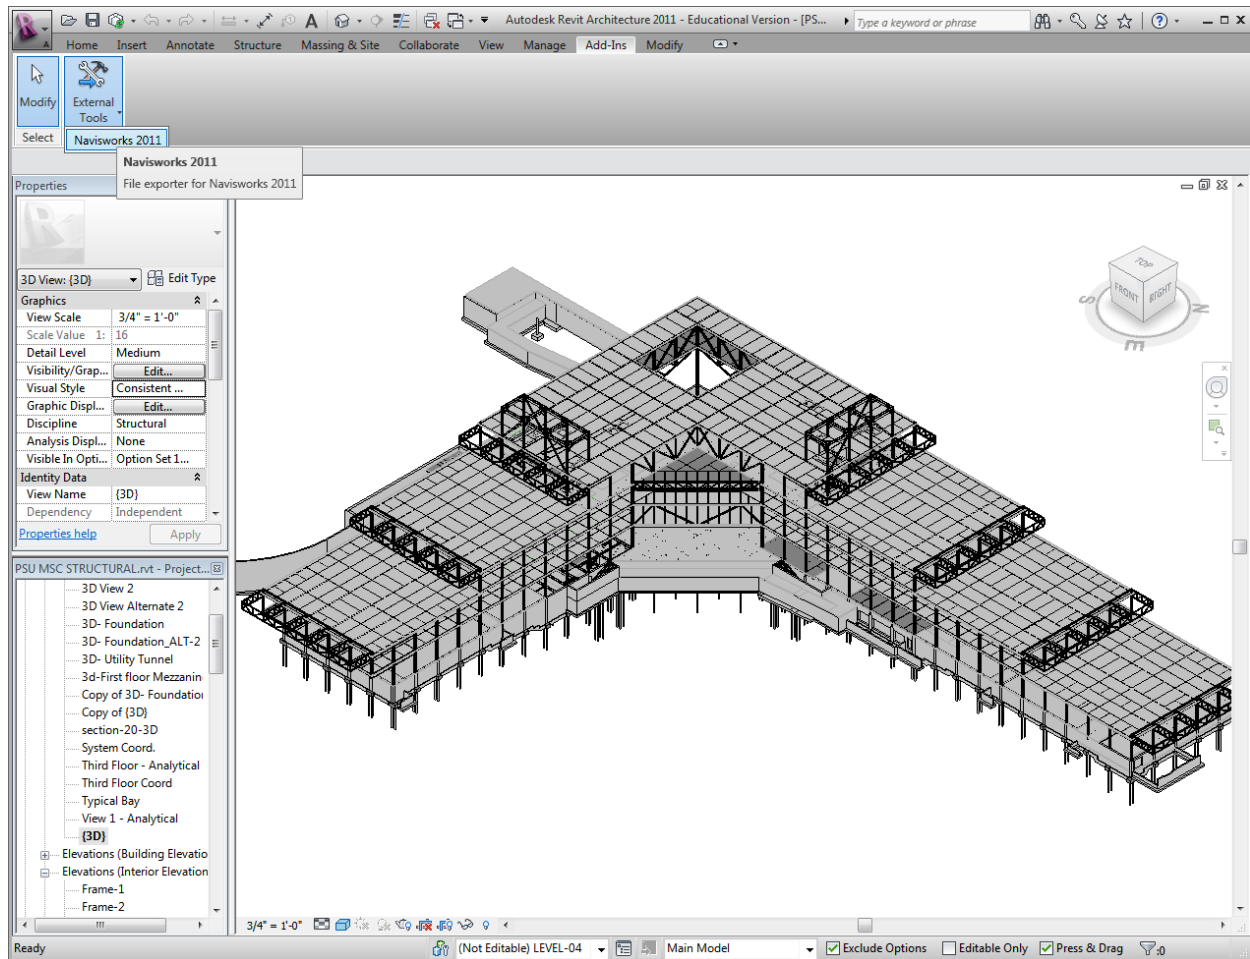 Autodesk Revit Architecture 2011 - Educational Version - [PS...
Type a keyword or phrase
Home Insert Annotate Structure Massing & Site Collaborate View Manage Add-Ins Modify
Modify
External
Tools
Select
Navisworks 2011
Navisworks 2011
File exporter for Navisworks 2011
Properties
3D View: {3D}
Edit Type
Graphics
View Scale 3/4" = 1'-0"
Scale Value 1: 16
Detail Level Medium
Visibility/Grap... Edit...
Visual Style Consistent ...
Graphic Displ... Edit...
Discipline Structural
Analysis Displ... None
Visible In Opti... Option Set 1...
Identity Data
View Name {3D}
Dependency Independent
Properties help Apply
PSU MSC STRUCTURAL.rvt - Project...
3D View 2
3D View Alternate 2
3D- Foundation
3D- Foundation_ALT-2
3D- Utility Tunnel
3d-First floor Mezzanin
Copy of 3D- Foundation
Copy of {3D}
section-20-3D
System Coord.
Third Floor - Analytical
Third Floor Coord
Typical Bay
View 1 - Analytical
{3D}
Elevations (Building Elevatio
Elevations (Interior Elevation
Frame-1
Frame-2
TOP
FRONT
RIGHT
S
N
E
3/4" = 1'-0"
Ready
(Not Editable) LEVEL-04
Main Model
Exclude Options
Editable Only
Press & Drag
:0